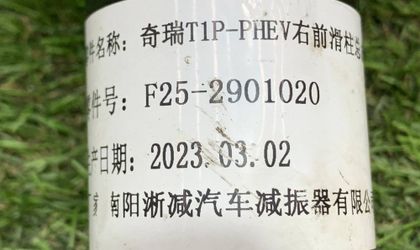 件名称: 奇瑞T1P-PHEV右前滑柱总
件号: F25-2901020
产日期: 2023.03.02
家 南阳淅减汽车减振器有限公